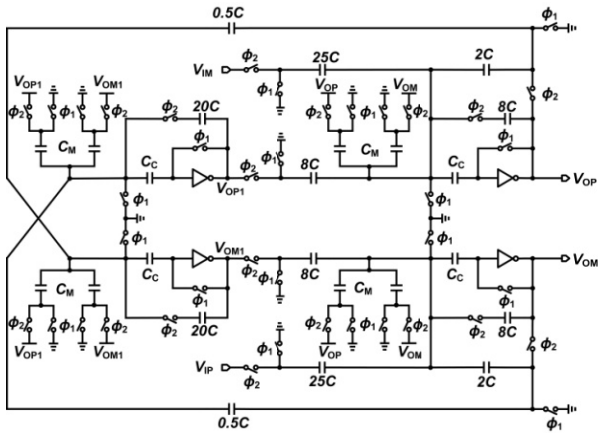 0.5C
ϕ1
VIM ϕ2 25C 2C
VOP1 VOM1 ϕ1 VOP VOM ϕ2
ϕ2 ϕ1 ϕ1 ϕ2 ϕ2 20C ϕ2 ϕ1 ϕ1 ϕ2 ϕ2 8C
CM ϕ1 ϕ1 CM ϕ1
CC CC
VOP1 ϕ2 8C VOP
ϕ1 ϕ1
ϕ1 ϕ1
VOM1 8C VOM
CC ϕ2 CC
CM ϕ1 ϕ1 CM ϕ1
ϕ2 ϕ1 ϕ1 ϕ2 ϕ2 20C ϕ2 ϕ1 ϕ1 ϕ2 ϕ2 8C
VOP1 VOM1 ϕ1 VOP VOM ϕ2
VIP ϕ2 25C 2C
0.5C ϕ1